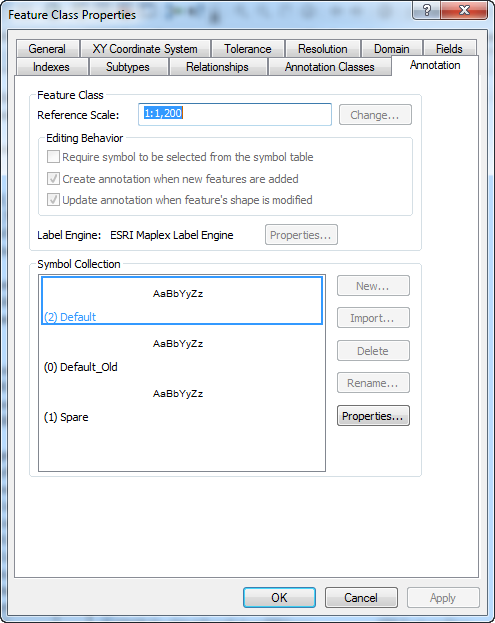 Feature Class Properties
General XY Coordinate System Tolerance Resolution Domain Fields
Indexes Subtypes Relationships Annotation Classes Annotation
Feature Class
Reference Scale: 1:1,200 Change...
Editing Behavior
Require symbol to be selected from the symbol table
Create annotation when new features are added
Update annotation when feature's shape is modified
Label Engine: ESRI Maplex Label Engine Properties...
Symbol Collection
AaBbYyZz
(2) Default
AaBbYyZz
(0) Default_Old
AaBbYyZz
(1) Spare
New...
Import...
Delete
Rename...
Properties...
OK Cancel Apply